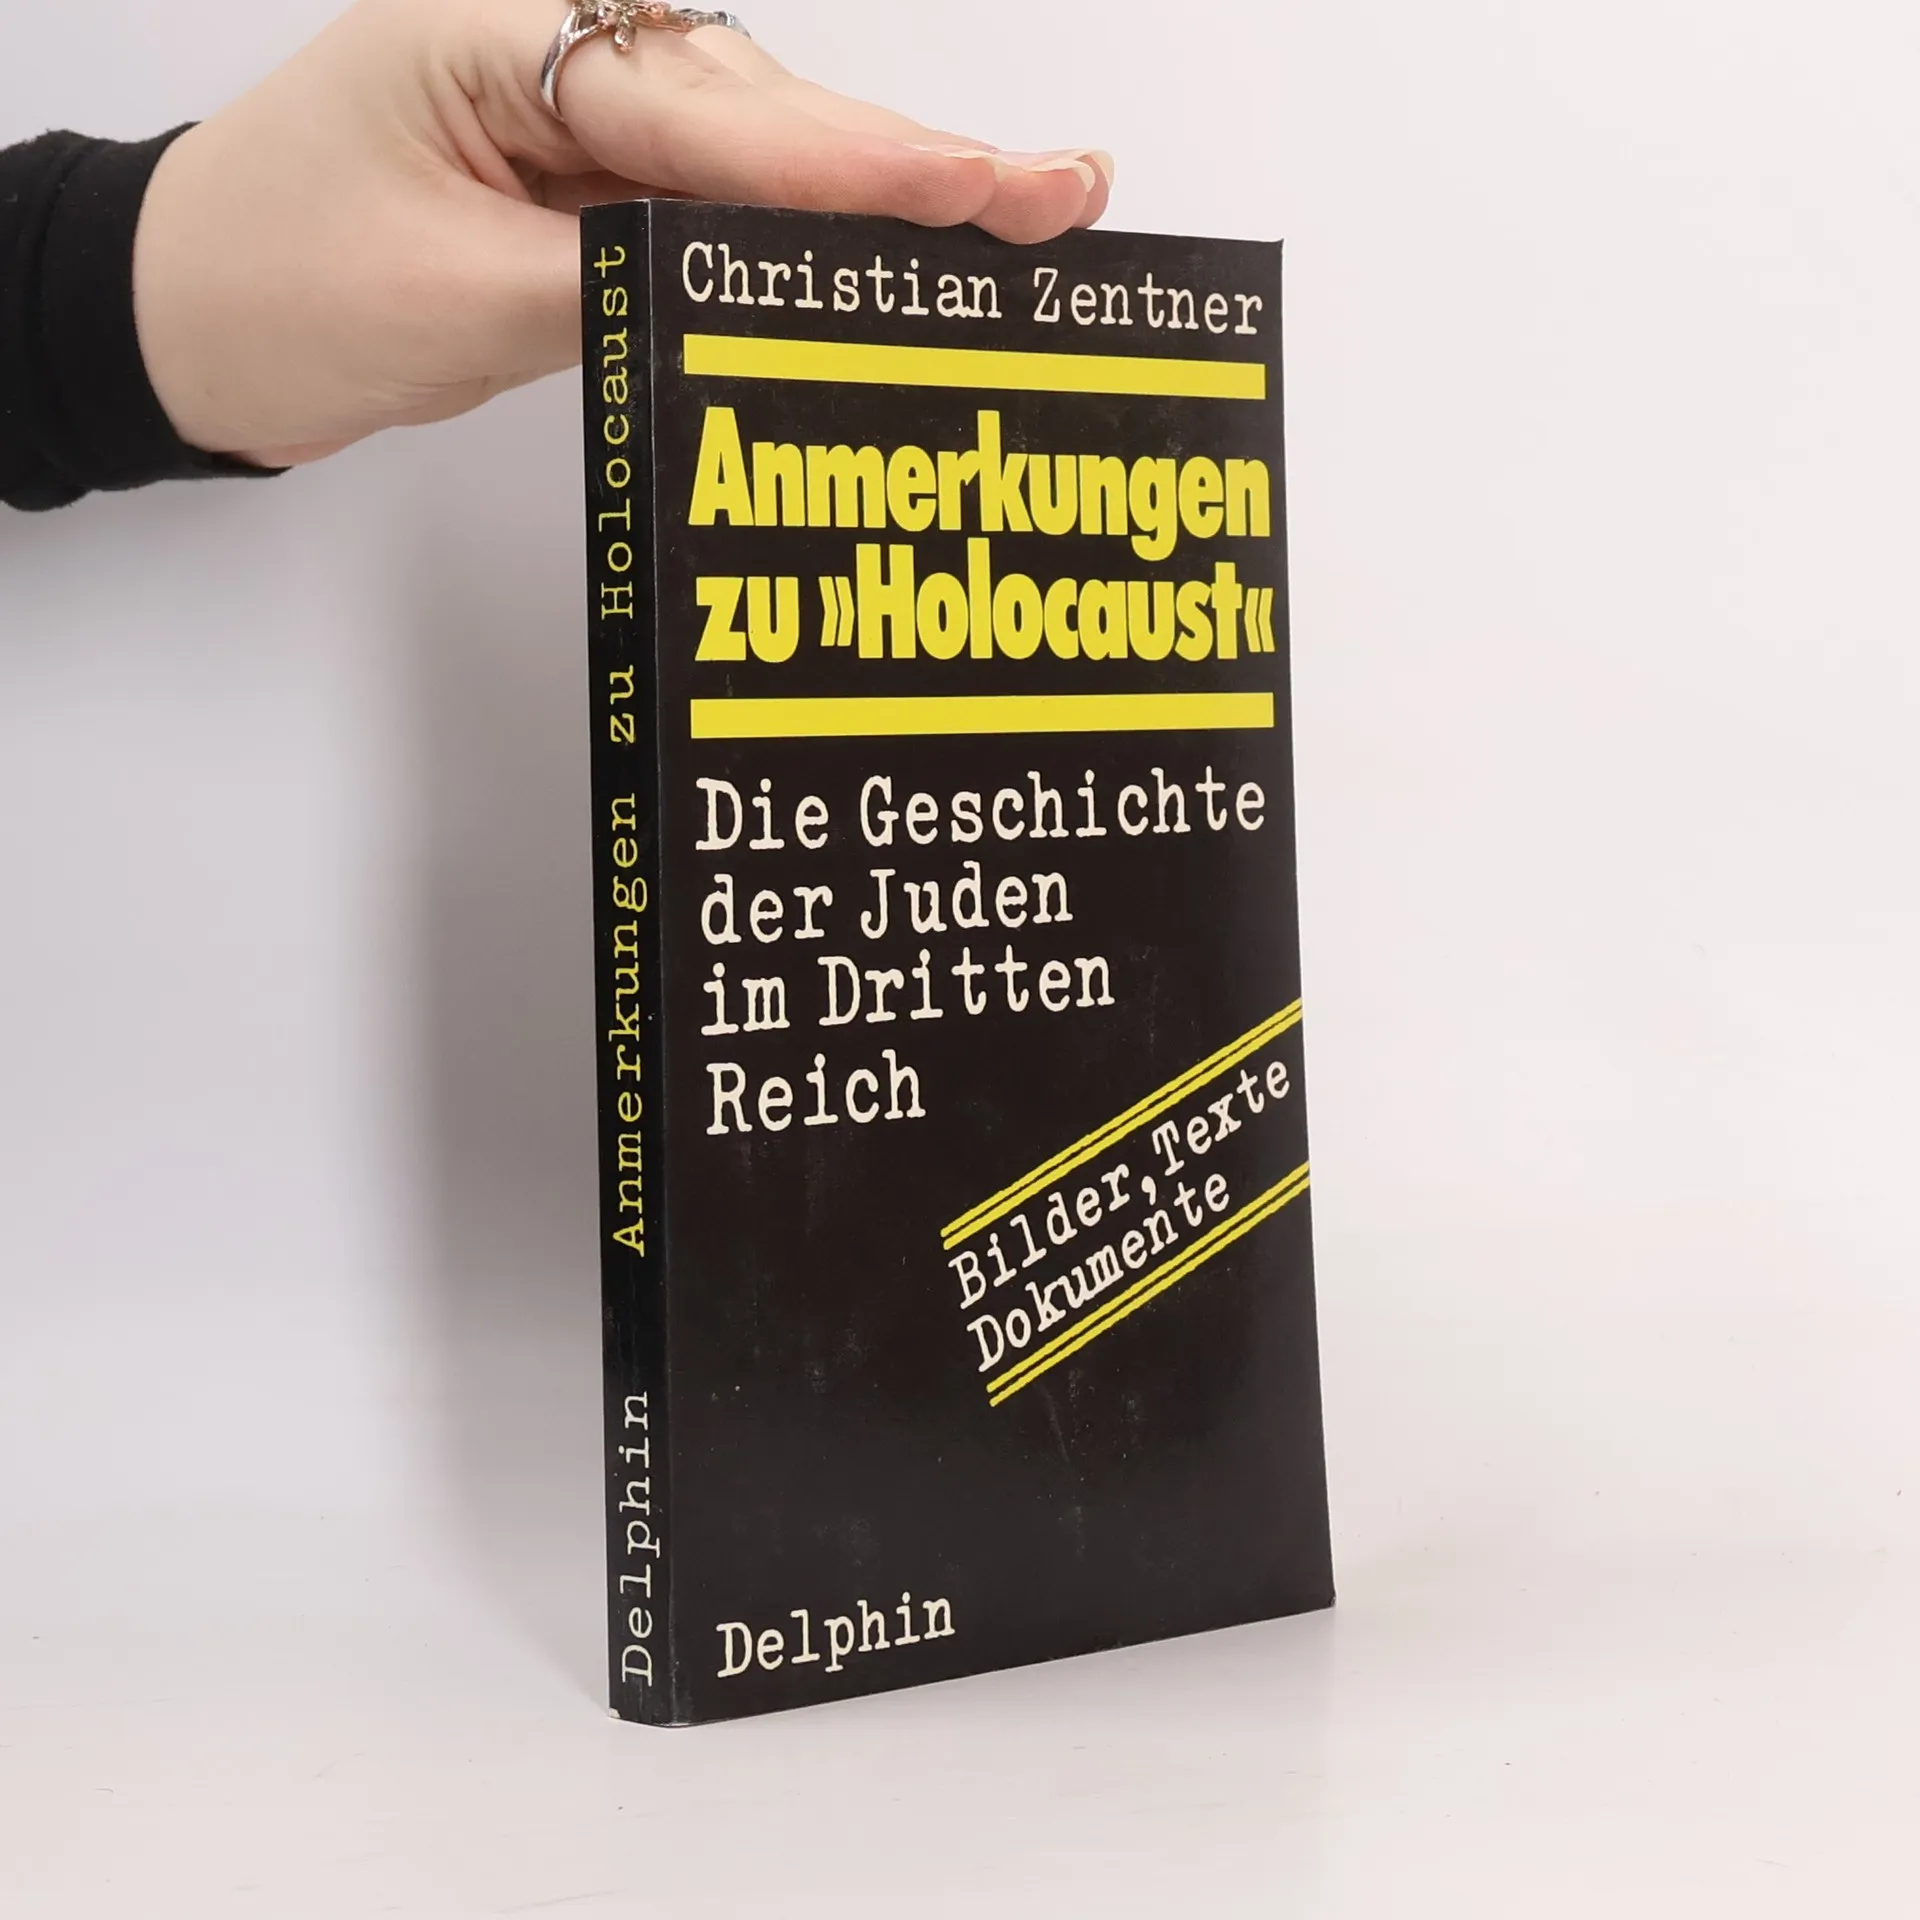 Christian Zentner
Anmerkungen
zu »Holocaust«
Die Geschichte
der Juden
im Dritten
Reich
Bilder, Texte
Dokumente
Delphin
Delphin Anmerkungen zu Holocaust